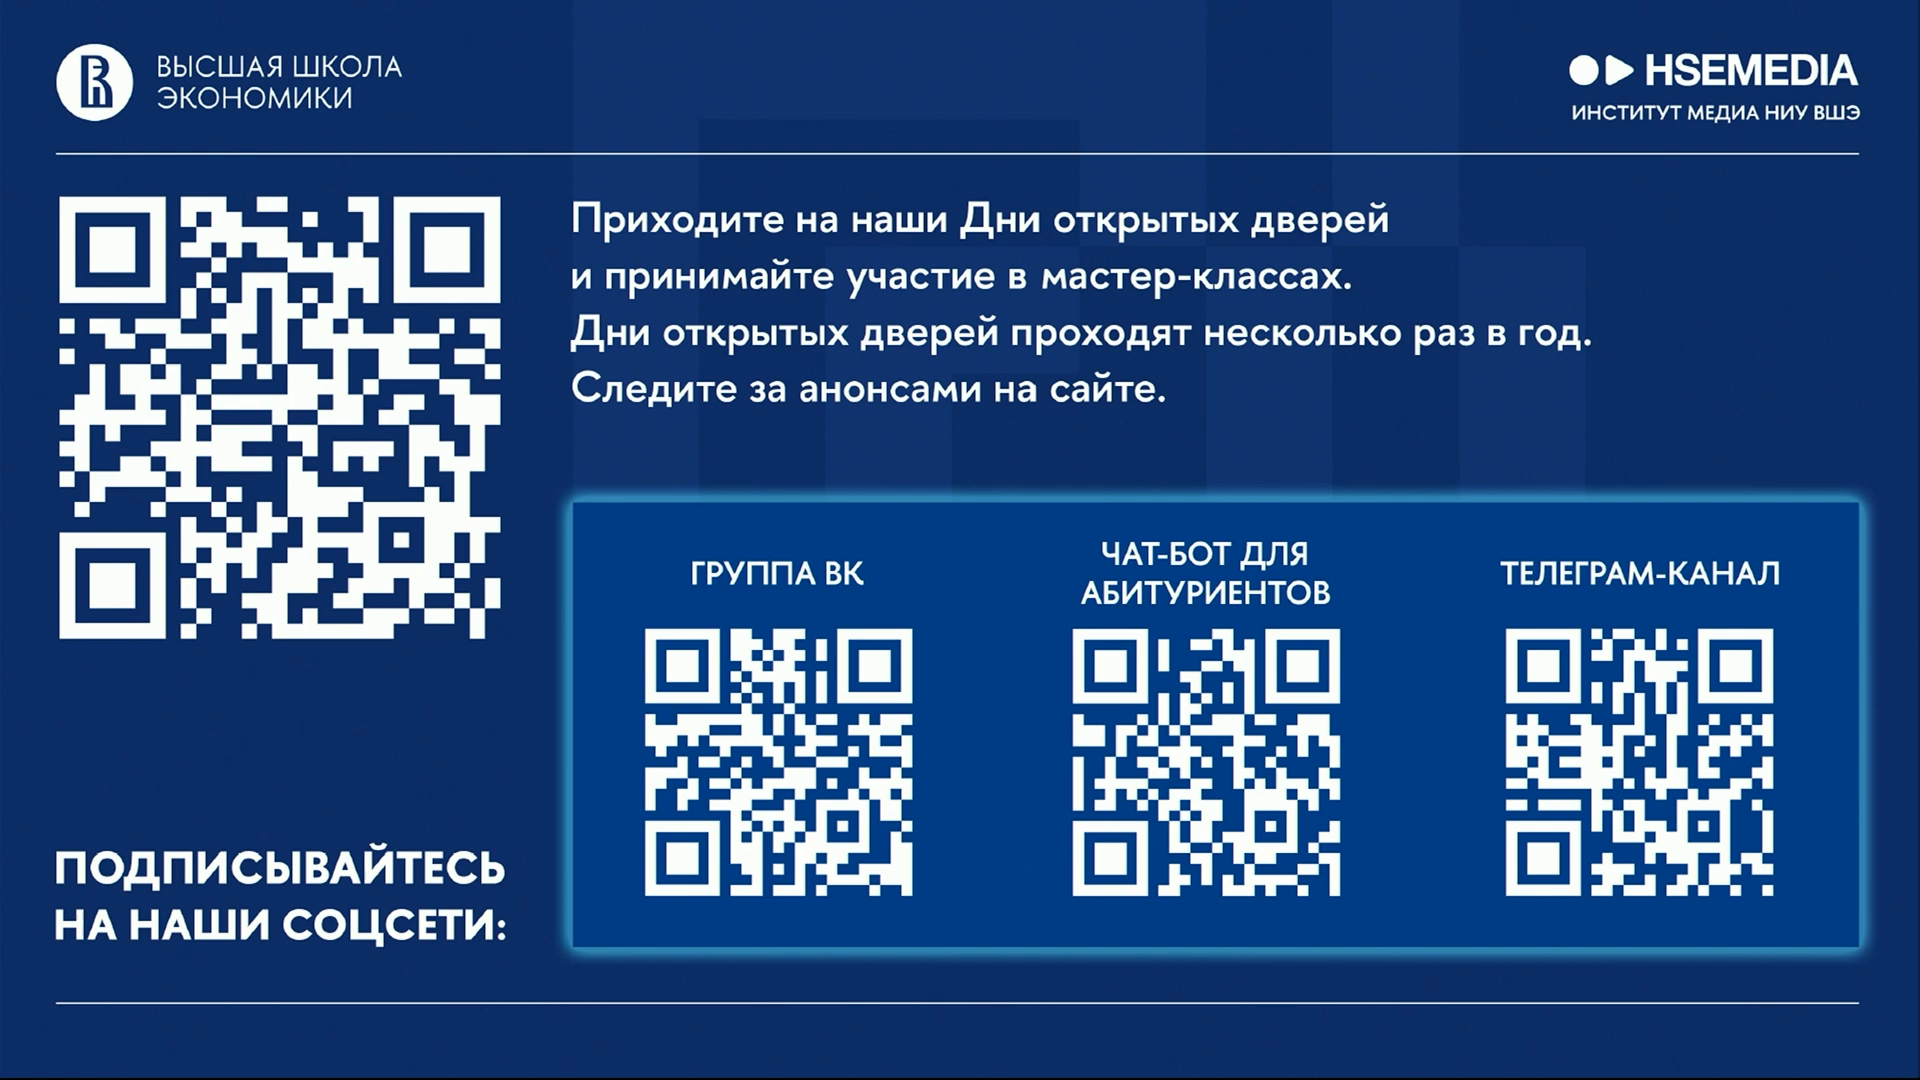 ВЫСШАЯ ШКОЛА
ЭКОНОМИКИ
HSEMEDIA
ИНСТИТУТ МЕДИА НИУ ВШЭ
Приходите на наши Дни открытых дверей
и принимайте участие в мастер-классах.
Дни открытых дверей проходят несколько раз в год.
Следите за анонсами на сайте.
ПОДПИСЫВАЙТЕСЬ
НА НАШИ СОЦСЕТИ:
ГРУППА ВК
ЧАТ-БОТ ДЛЯ
АБИТУРИЕНТОВ
ТЕЛЕГРАМ-КАНАЛ